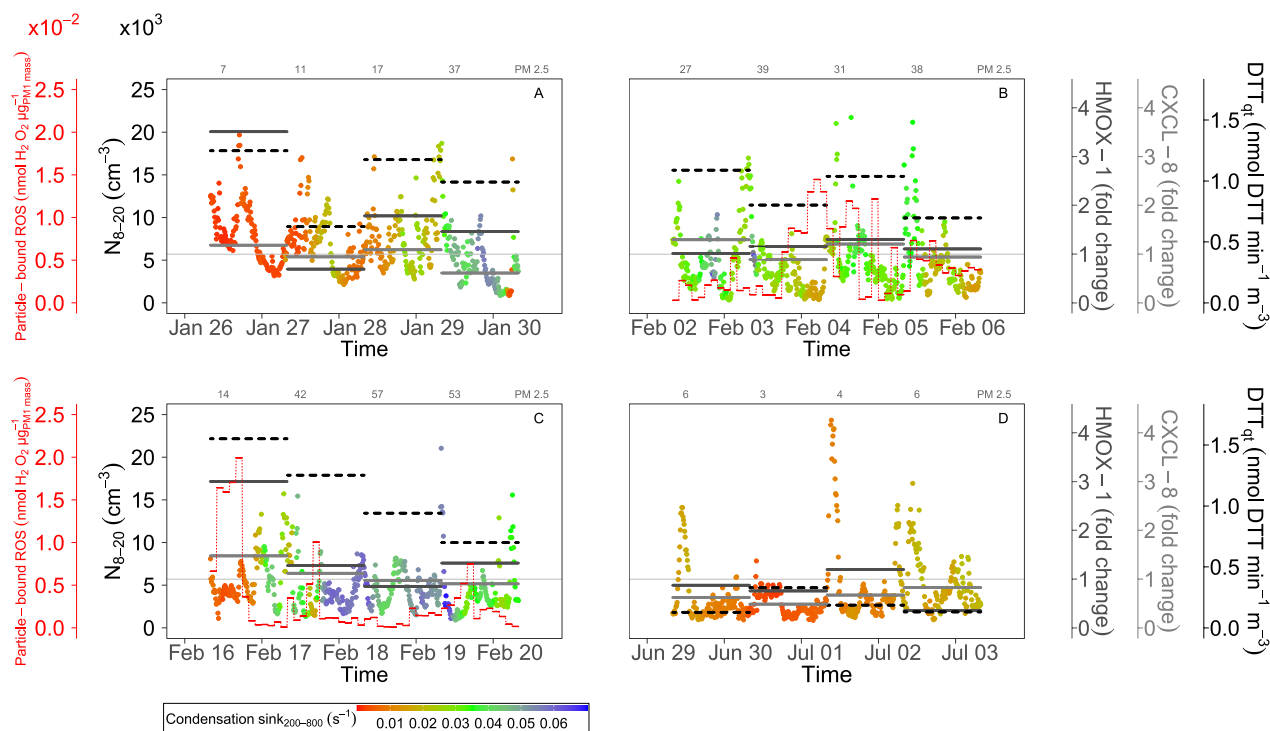 x10⁻² x10³
7 11 17 37 PM 2.5
27 39 31 38 PM 2.5
A
B
Particle − bound ROS (nmol H₂ O₂ µg⁻¹PM1 mass)
2.5
2.0
1.5
1.0
0.5
0.0
N₈₋₂₀ (cm⁻³)
25
20
15
10
5
0
HMOX − 1 (fold change)
4
3
2
1
0
CXCL − 8 (fold change)
4
3
2
1
0
DTTqt (nmol DTT min⁻¹ m⁻³)
1.5
1.0
0.5
0.0
Jan 26 Jan 27 Jan 28 Jan 29 Jan 30
Time
Feb 02 Feb 03 Feb 04 Feb 05 Feb 06
Time
14 42 57 53 PM 2.5
6 3 4 6 PM 2.5
C
D
Particle − bound ROS (nmol H₂ O₂ µg⁻¹PM1 mass)
2.5
2.0
1.5
1.0
0.5
0.0
N₈₋₂₀ (cm⁻³)
25
20
15
10
5
0
HMOX − 1 (fold change)
4
3
2
1
0
CXCL − 8 (fold change)
4
3
2
1
0
DTTqt (nmol DTT min⁻¹ m⁻³)
1.5
1.0
0.5
0.0
Feb 16 Feb 17 Feb 18 Feb 19 Feb 20
Time
Jun 29 Jun 30 Jul 01 Jul 02 Jul 03
Time
Condensation sink₂₀₀₋₈₀₀ (s⁻¹)
0.01 0.02 0.03 0.04 0.05 0.06